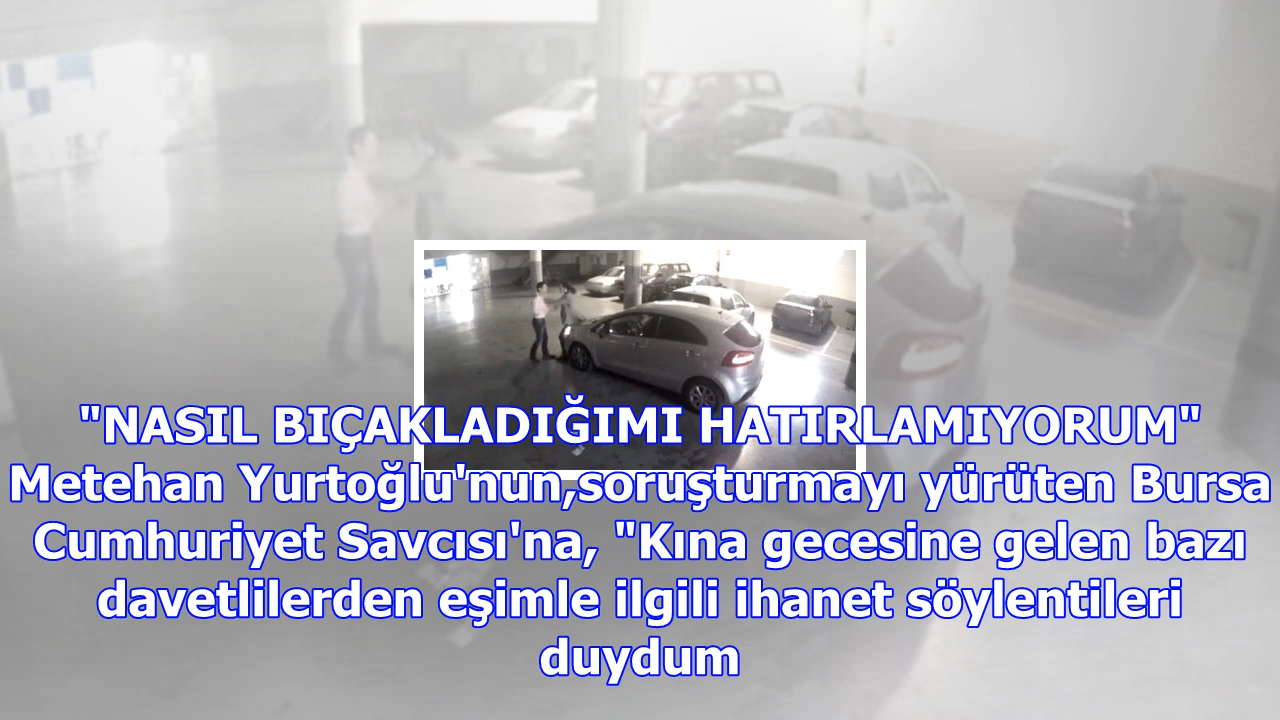 "NASIL BIÇAKLADIĞIMI HATIRLAMIYORUM"
Metehan Yurtoğlu'nun,soruşturmayı yürüten Bursa
Cumhuriyet Savcısı'na, "Kına gecesine gelen bazı
davetlilerden eşimle ilgili ihanet söylentileri
duydum